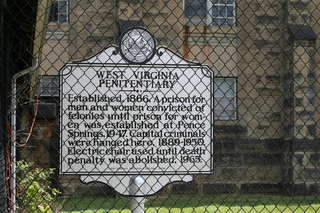 WEST VIRGINIA
PENITENTIARY
Established, 1866. A prison for
men and women convicted of
felonies until prison for wom-
en was established at Pence
Springs, 1947. Capital criminals
were hanged here, 1889-1959.
Electric chair used until death
penalty was abolished, 1965.